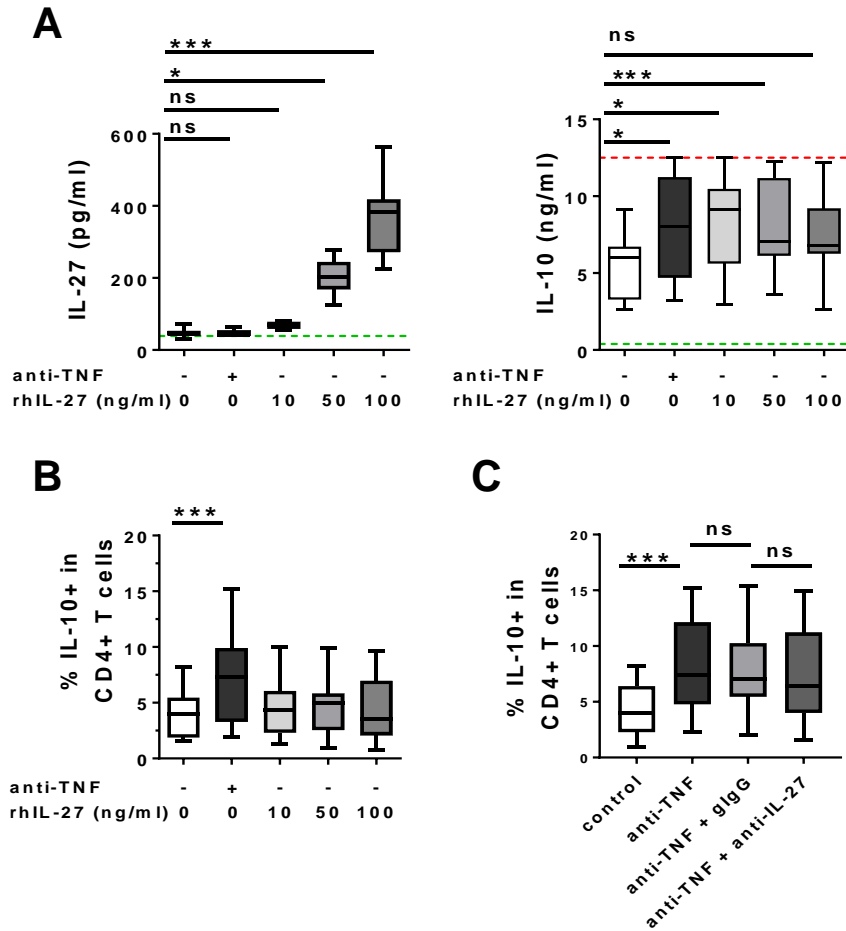 A
***
*
ns
ns
600
400
200
0
IL-27 (pg/ml)
anti-TNF - + - - -
rhIL-27 (ng/ml) 0 0 10 50 100
ns
***
*
*
15
10
5
0
IL-10 (ng/ml)
anti-TNF - + - - -
rhIL-27 (ng/ml) 0 0 10 50 100
B
***
20
15
10
5
0
% IL-10+ in
CD4+ T cells
anti-TNF - + - - -
rhIL-27 (ng/ml) 0 0 10 50 100
C
ns
*** ns
20
15
10
5
0
% IL-10+ in
CD4+ T cells
control
anti-TNF
anti-TNF + gIgG
anti-TNF + anti-IL-27